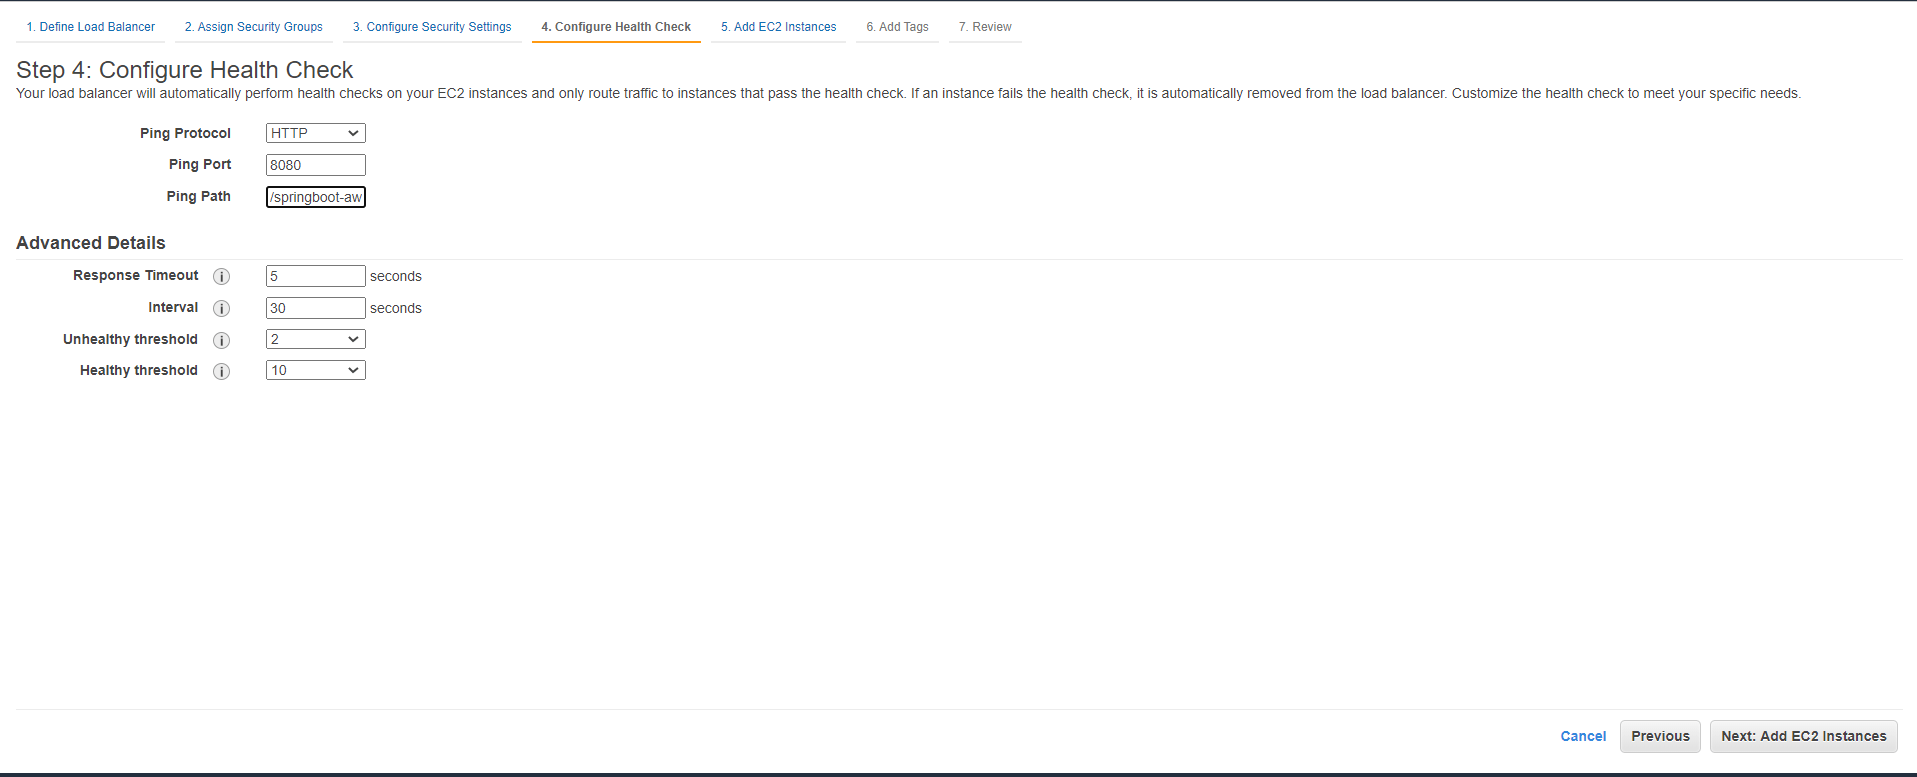 1. Define Load Balancer 2. Assign Security Groups 3. Configure Security Settings 4. Configure Health Check 5. Add EC2 Instances 6. Add Tags 7. Review
Step 4: Configure Health Check
Your load balancer will automatically perform health checks on your EC2 instances and only route traffic to instances that pass the health check. If an instance fails the health check, it is automatically removed from the load balancer. Customize the health check to meet your specific needs.
Ping Protocol HTTP
Ping Port 8080
Ping Path /springboot-aw
Advanced Details
Response Timeout i 5 seconds
Interval i 30 seconds
Unhealthy threshold i 2
Healthy threshold i 10
Cancel Previous Next: Add EC2 Instances